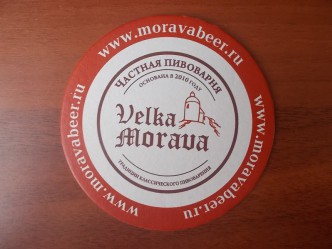 www.moravabeer.ru
ЧАСТНАЯ ПИВОВАРНЯ
ОСНОВАНА В 2010 ГОДУ
Velka
Morava
ТРАДИЦИИ КЛАССИЧЕСКОГО ПИВОВАРЕНИЯ
www.moravabeer.ru
www.moravabeer.ru